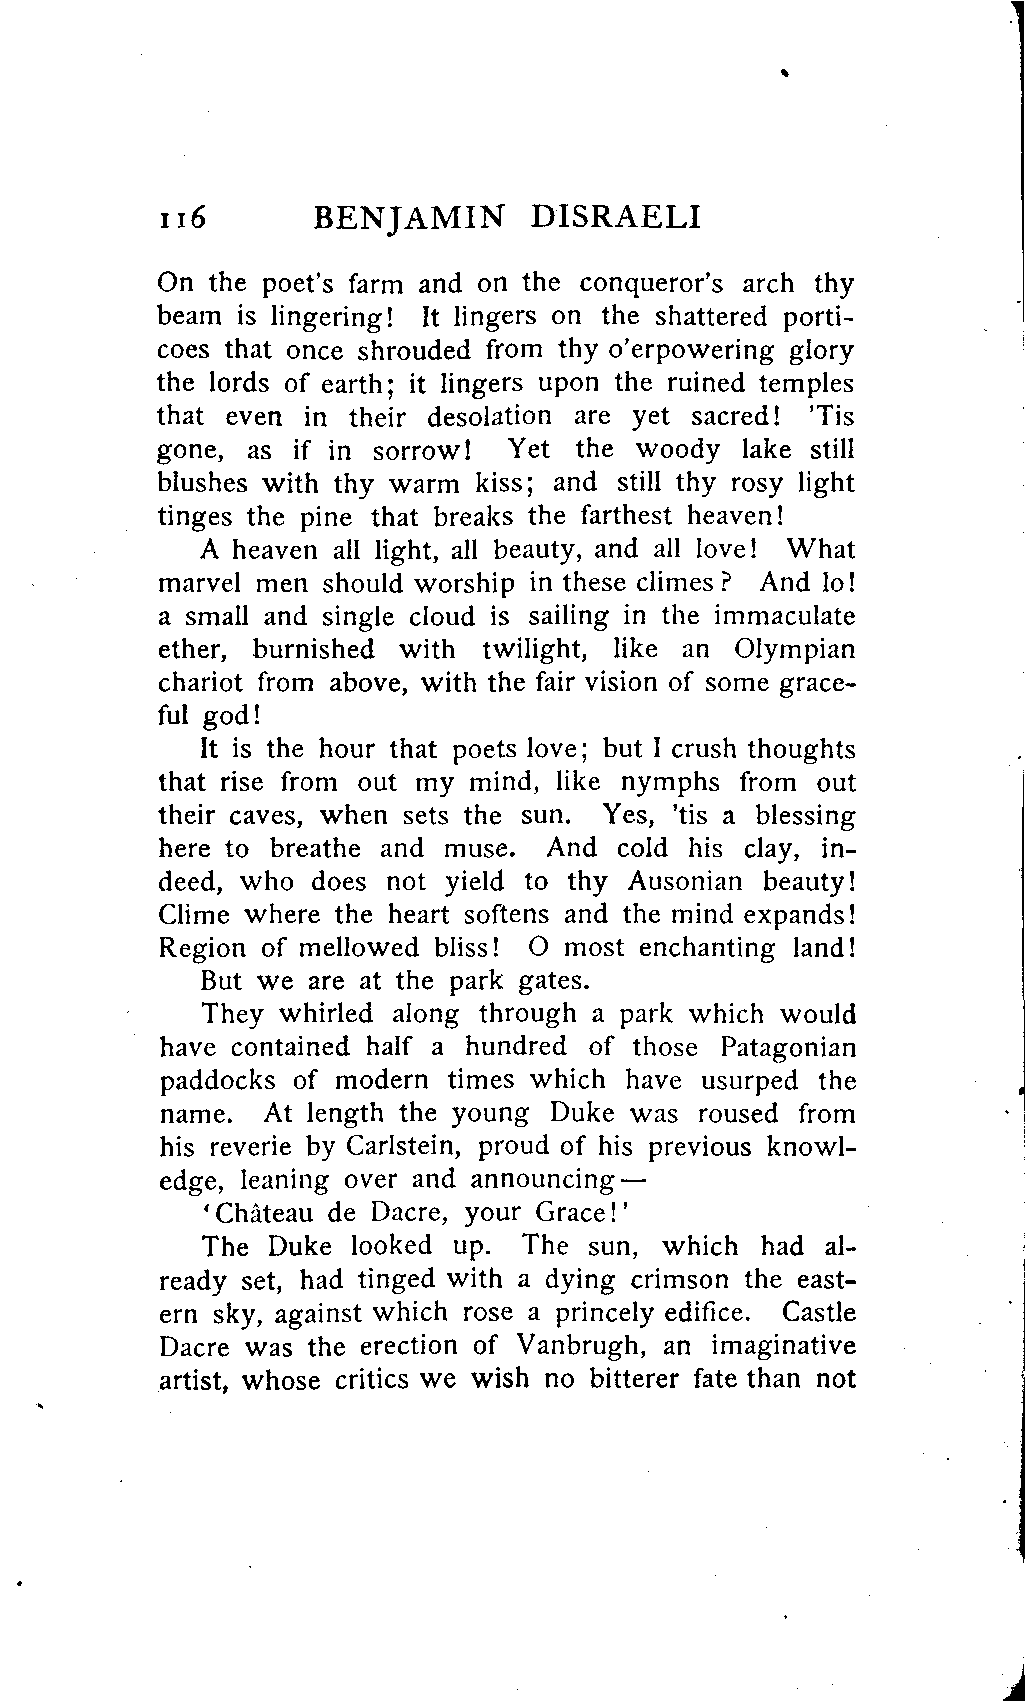 116 BENJAMIN DISRAELI
On the poet's farm and on the conqueror's arch thy
beam is lingering! It lingers on the shattered porti-
coes that once shrouded from thy o'erpowering glory
the lords of earth; it lingers upon the ruined temples
that even in their desolation are yet sacred! 'Tis
gone, as if in sorrow! Yet the woody lake still
blushes with thy warm kiss; and still thy rosy light
tinges the pine that breaks the farthest heaven!
A heaven all light, all beauty, and all love! What
marvel men should worship in these climes? And lo!
a small and single cloud is sailing in the immaculate
ether, burnished with twilight, like an Olympian
chariot from above, with the fair vision of some grace-
ful god!
It is the hour that poets love; but I crush thoughts
that rise from out my mind, like nymphs from out
their caves, when sets the sun. Yes, 'tis a blessing
here to breathe and muse. And cold his clay, in-
deed, who does not yield to thy Ausonian beauty!
Clime where the heart softens and the mind expands!
Region of mellowed bliss! O most enchanting land!
But we are at the park gates.
They whirled along through a park which would
have contained half a hundred of those Patagonian
paddocks of modern times which have usurped the
name. At length the young Duke was roused from
his reverie by Carlstein, proud of his previous knowl-
edge, leaning over and announcing—
'Château de Dacre, your Grace!'
The Duke looked up. The sun, which had al-
ready set, had tinged with a dying crimson the east-
ern sky, against which rose a princely edifice. Castle
Dacre was the erection of Vanbrugh, an imaginative
artist, whose critics we wish no bitterer fate than not